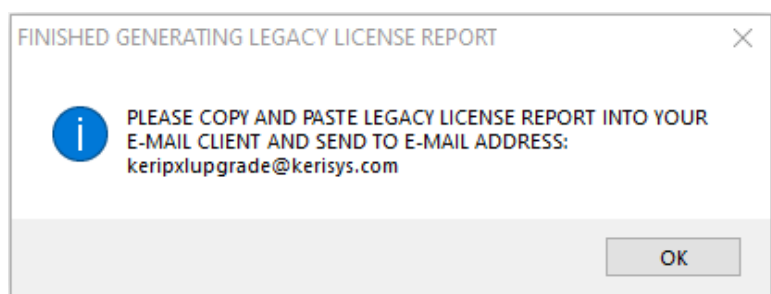 FINISHED GENERATING LEGACY LICENSE REPORT
PLEASE COPY AND PASTE LEGACY LICENSE REPORT INTO YOUR
E-MAIL CLIENT AND SEND TO E-MAIL ADDRESS:
keripxlupgrade@kerisys.com
OK